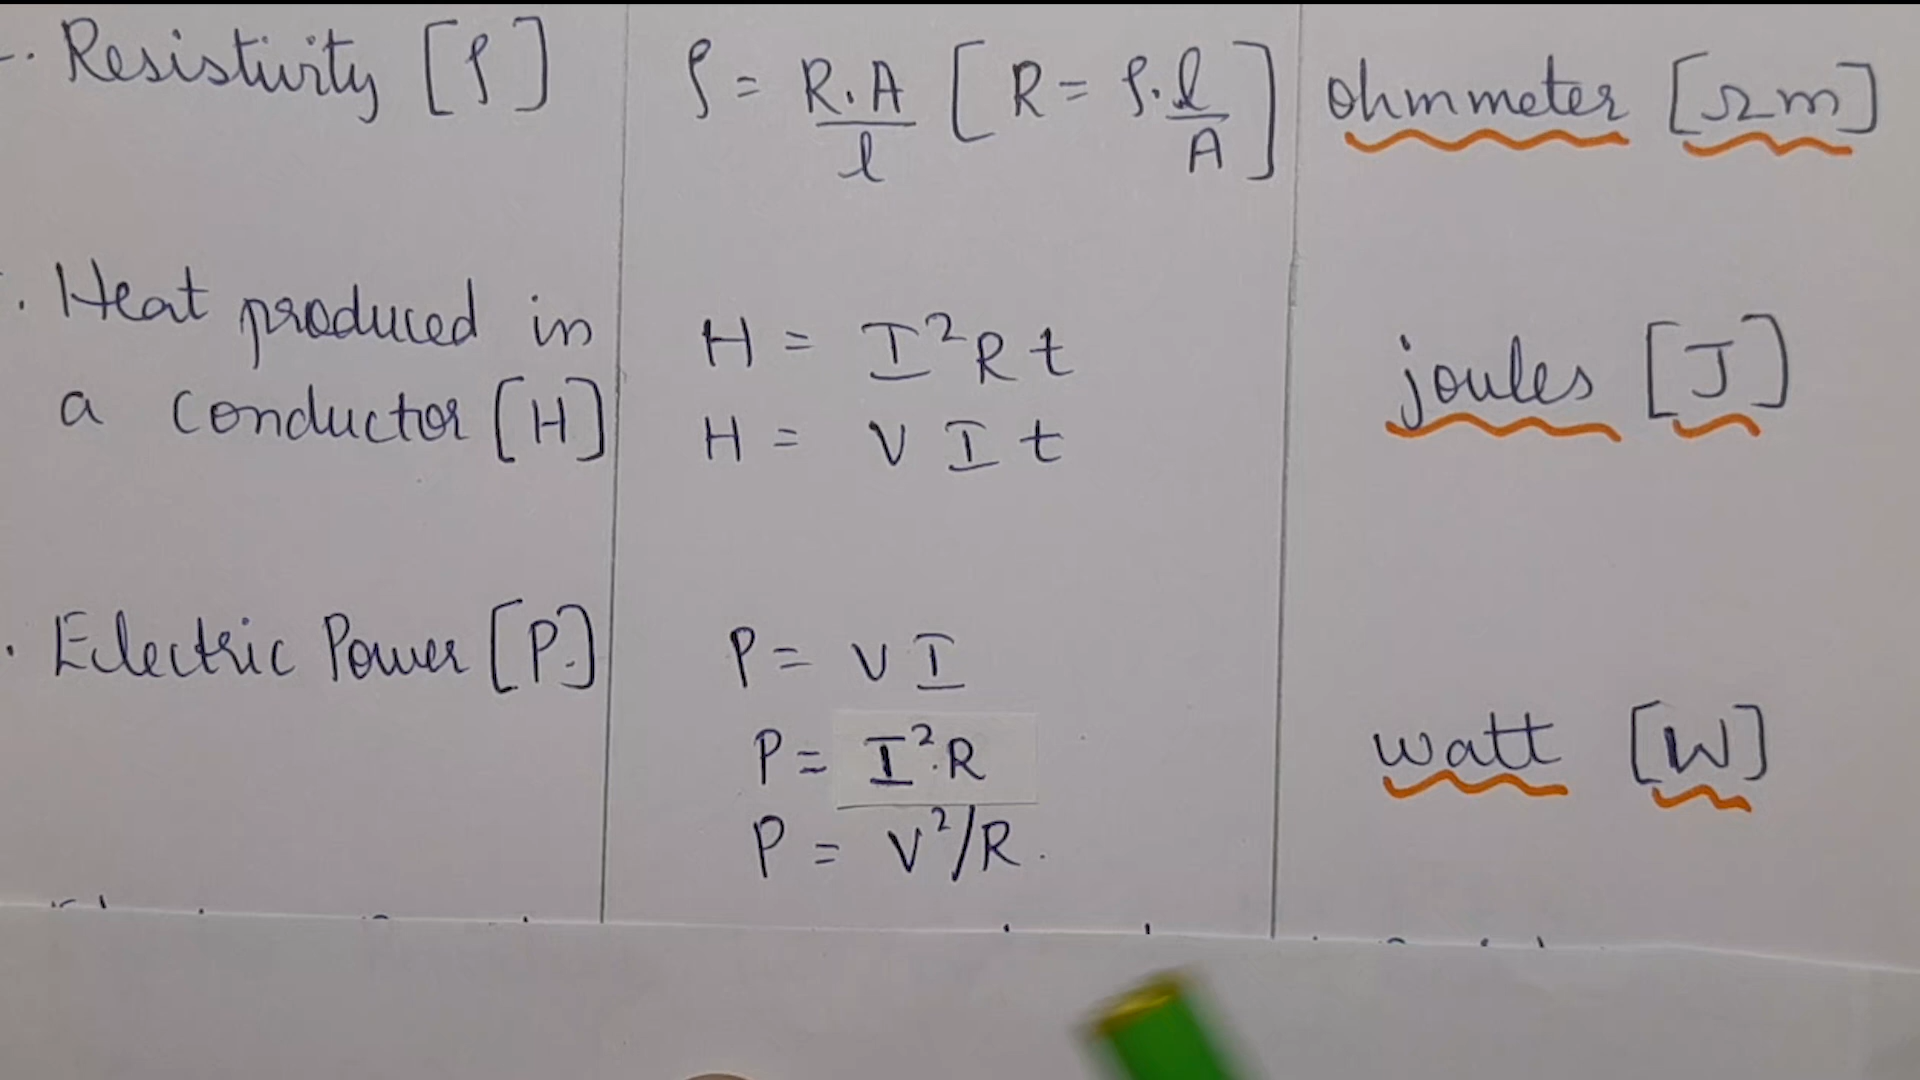 Resistivity [ρ] ρ = R.A/l [R = ρ.l/A] ohmmeter [Ωm]
Heat produced in
a conductor [H]
H = I²Rt
H = VIt
joules [J]
Electric Power [P]
P = VI
P = I².R
P = V²/R.
watt [W]